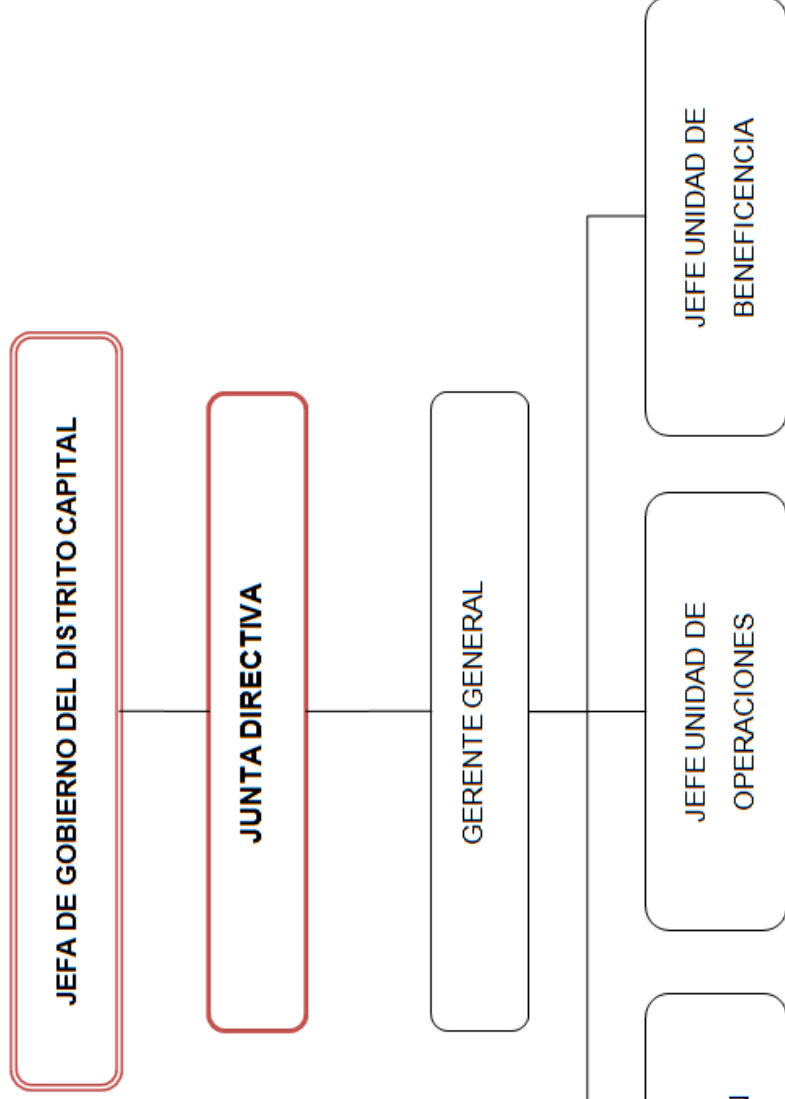 JEFA DE GOBIERNO DEL DISTRITO CAPITAL
JUNTA DIRECTIVA
GERENTE GENERAL
JEFE UNIDAD DE
OPERACIONES
JEFE UNIDAD DE
BENEFICENCIA